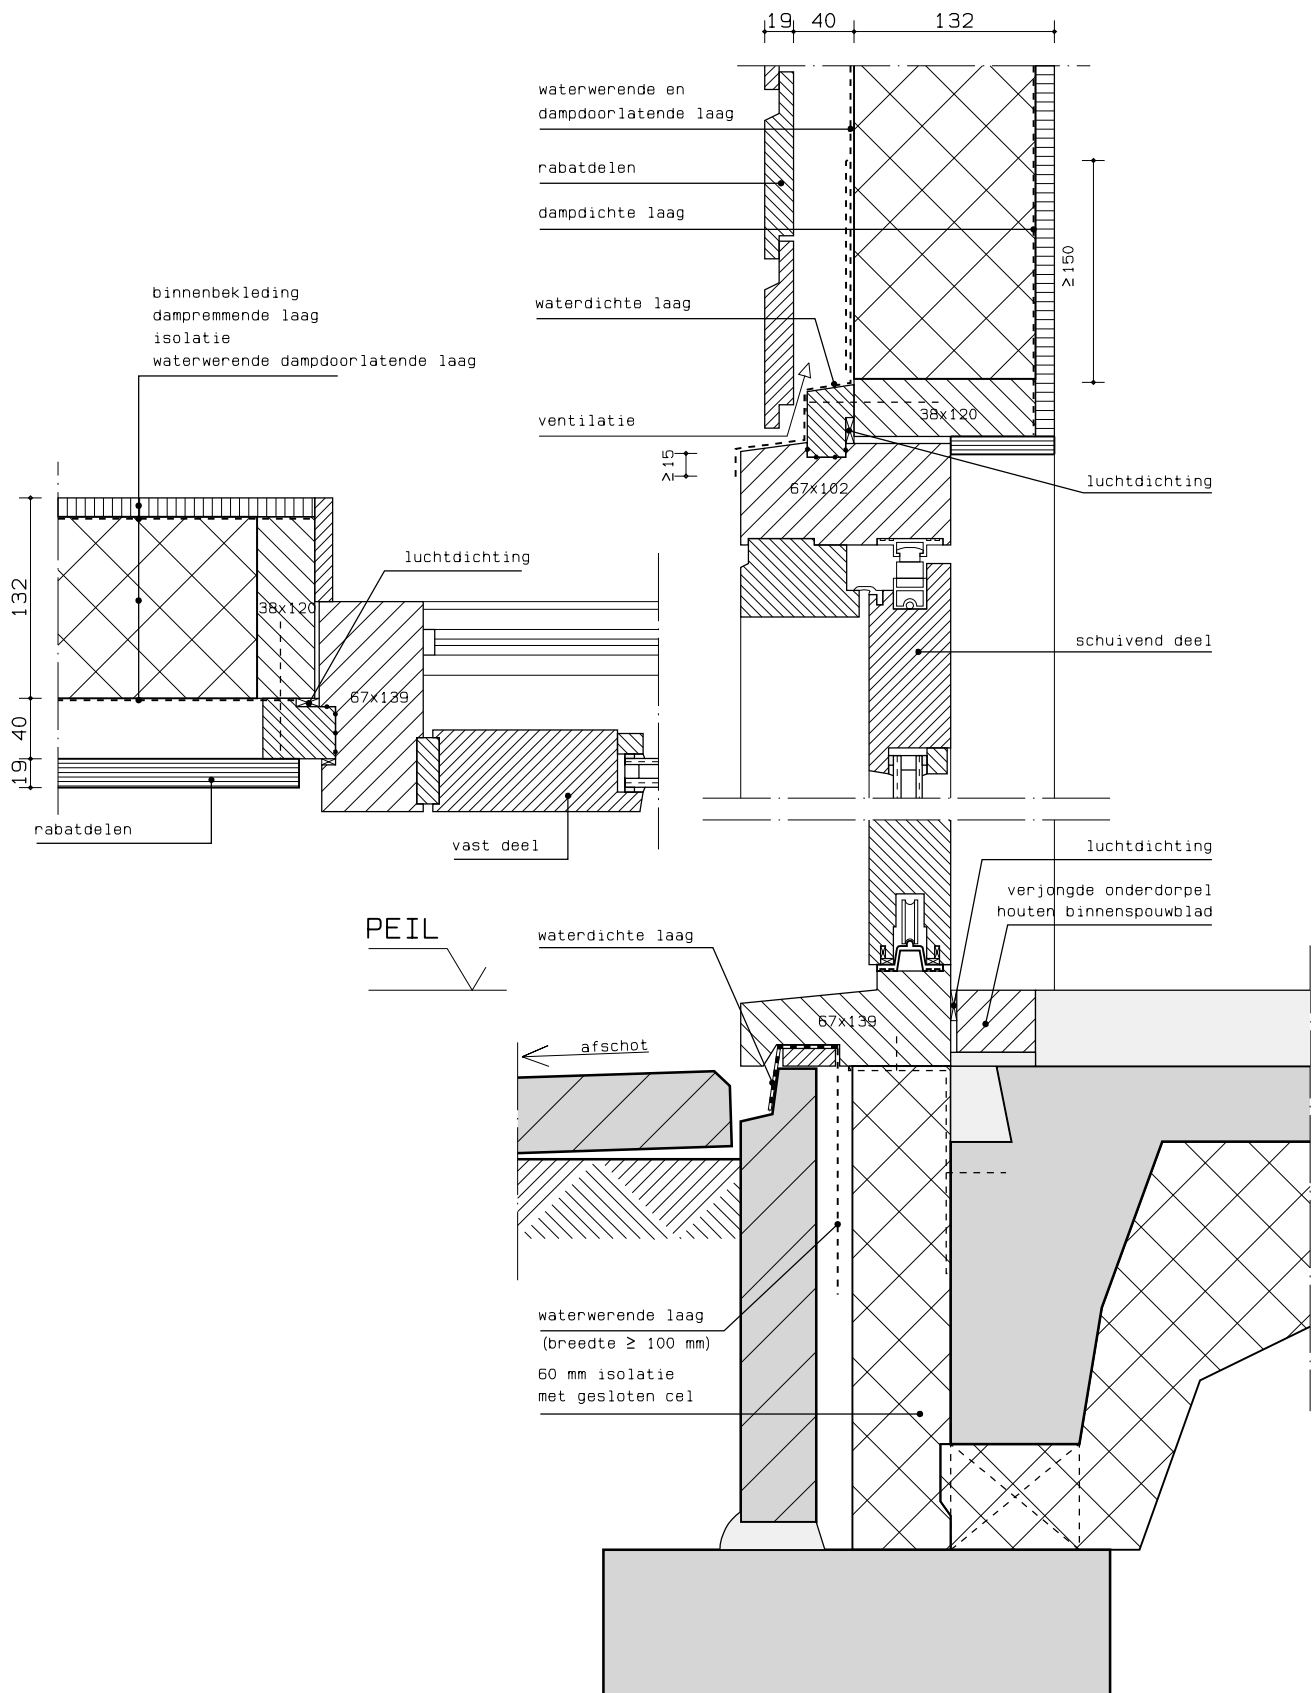 19 40 132
waterwerende en
dampdoorlatende laag
rabatdelen
dampdichte laag
≥150
waterdichte laag
38x120
ventilatie
≥15
luchtdichting
67x102
binnenbekleding
dampremmende laag
isolatie
waterwerende dampdoorlatende laag
luchtdichting
132
38x120
67x139
40
19
rabatdelen
vast deel
schuivend deel
luchtdichting
verjongde onderdorpel
houten binnenspouwblad
PEIL
waterdichte laag
67x139
afschot
waterwerende laag
(breedte ≥ 100 mm)
60 mm isolatie
met gesloten cel